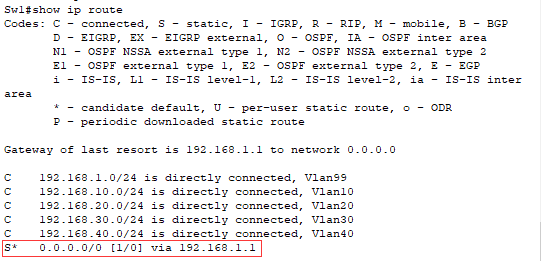 Sw1#show ip route
Codes: C - connected, S - static, I - IGRP, R - RIP, M - mobile, B - BGP
D - EIGRP, EX - EIGRP external, O - OSPF, IA - OSPF inter area
N1 - OSPF NSSA external type 1, N2 - OSPF NSSA external type 2
E1 - OSPF external type 1, E2 - OSPF external type 2, E - EGP
i - IS-IS, L1 - IS-IS level-1, L2 - IS-IS level-2, ia - IS-IS inter
area
* - candidate default, U - per-user static route, o - ODR
P - periodic downloaded static route
Gateway of last resort is 192.168.1.1 to network 0.0.0.0
C 192.168.1.0/24 is directly connected, Vlan99
C 192.168.10.0/24 is directly connected, Vlan10
C 192.168.20.0/24 is directly connected, Vlan20
C 192.168.30.0/24 is directly connected, Vlan30
C 192.168.40.0/24 is directly connected, Vlan40
S* 0.0.0.0/0 [1/0] via 192.168.1.1